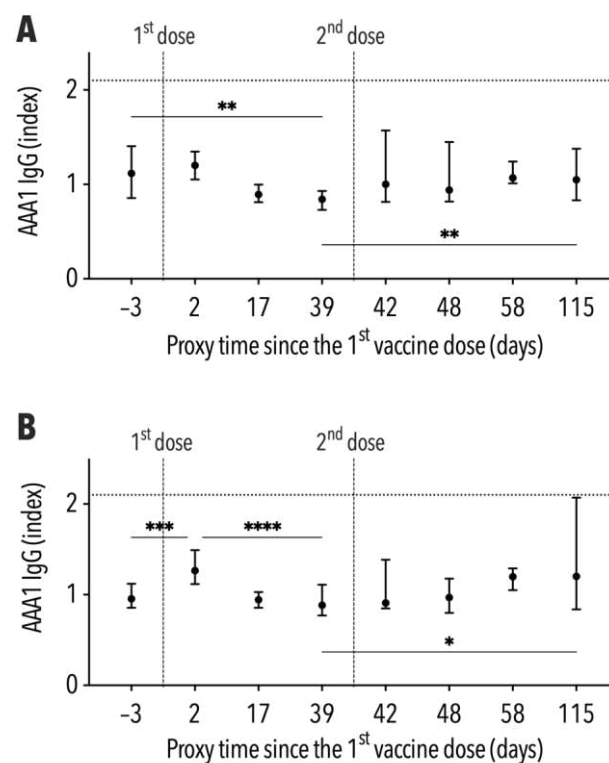 A
1st dose
2nd dose
AAA1 IgG (index)
2
1
0
**
**
−3 2 17 39 42 48 58 115
Proxy time since the 1st vaccine dose (days)
B
1st dose
2nd dose
AAA1 IgG (index)
2
1
0
***
****
*
−3 2 17 39 42 48 58 115
Proxy time since the 1st vaccine dose (days)